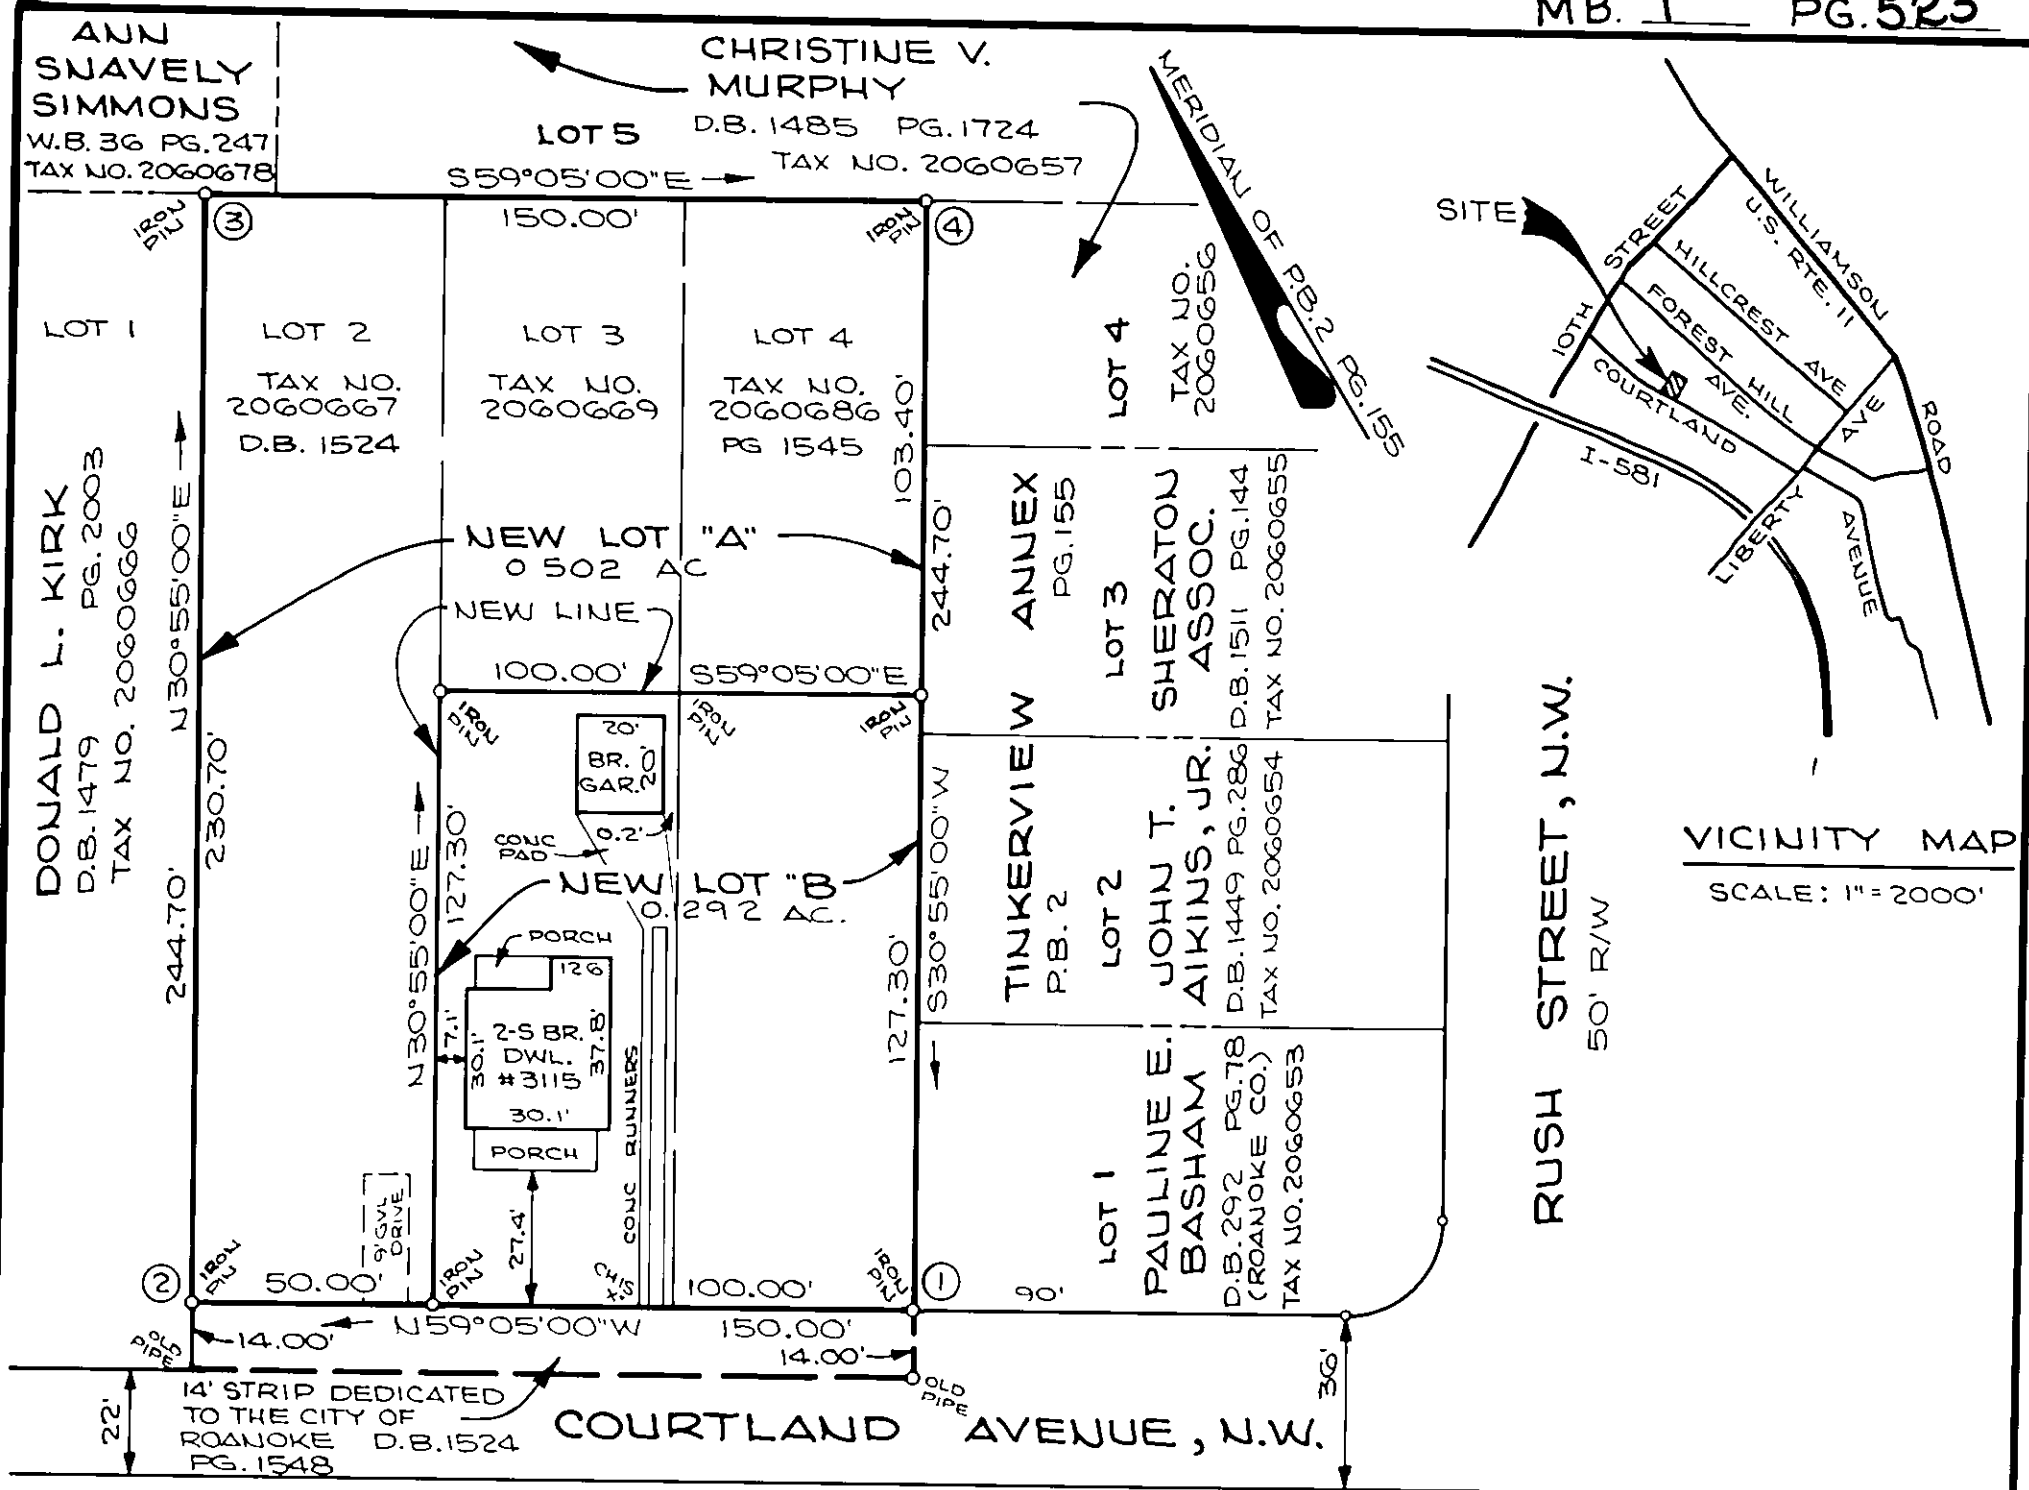 MB. 1 PG. 525
ANN
SNAVELY
SIMMONS
W.B. 36 PG. 247
TAX NO. 2060678
CHRISTINE V.
MURPHY
D.B. 1485 PG. 1724
TAX NO. 2060657
LOT 5
S59°05'00"E
150.00'
IRON
PIN
3
IRON
PIN
4
LOT 1
LOT 2
TAX NO.
2060667
D.B. 1524
LOT 3
TAX NO.
2060669
LOT 4
TAX NO.
2060686
PG 1545
103.40'
244.70'
DONALD L. KIRK
D.B. 1479 PG. 2003
TAX NO. 2060666
N30°55'00"E
230.70'
244.70'
NEW LOT "A"
0 502 AC
NEW LINE
100.00'
S59°05'00"E
IRON
PIN
IRON
PIN
IRON
PIN
20'
BR.
GAR.
20'
0.2'
CONC
PAD
NEW LOT "B
0.292 AC.
N30°55'00"E
127.30'
S30°55'00"W
127.30'
PORCH
126
7.1'
30.1'
2-S BR.
DWL.
#3115
37.8'
30.1'
PORCH
27.4'
CONC RUNNERS
9' GVL
DRIVE
CHIS
X.S
2
IRON
PIN
50.00'
IRON
PIN
100.00'
IRON
PIN
1
90'
N59°05'00"W
150.00'
OLD
PIPE
14.00'
14.00'
OLD
PIPE
22'
14' STRIP DEDICATED
TO THE CITY OF
ROANOKE D.B. 1524
PG. 1548
COURTLAND AVENUE, N.W.
36'
TINKERVIEW ANNEX
P.B. 2 PG. 155
LOT 4
TAX NO.
2060656
LOT 3
SHERATON
ASSOC.
D.B. 1511 PG. 144
TAX NO. 2060655
LOT 2
JOHN T.
AIKINS, JR.
D.B. 1449 PG. 286
TAX NO. 2060654
LOT 1
PAULINE E.
BASHAM
D.B. 292 PG. 78
(ROANOKE CO.)
TAX NO. 2060653
RUSH STREET, N.W.
50' R/W
MERIDIAN OF P.B. 2 PG. 155
SITE
10TH STREET
WILLIAMSON ROAD
U.S. RTE. 11
HILLCREST AVE
FOREST HILL
AVE.
COURTLAND AVENUE
LIBERTY AVE
I-581
VICINITY MAP
SCALE: 1" = 2000'